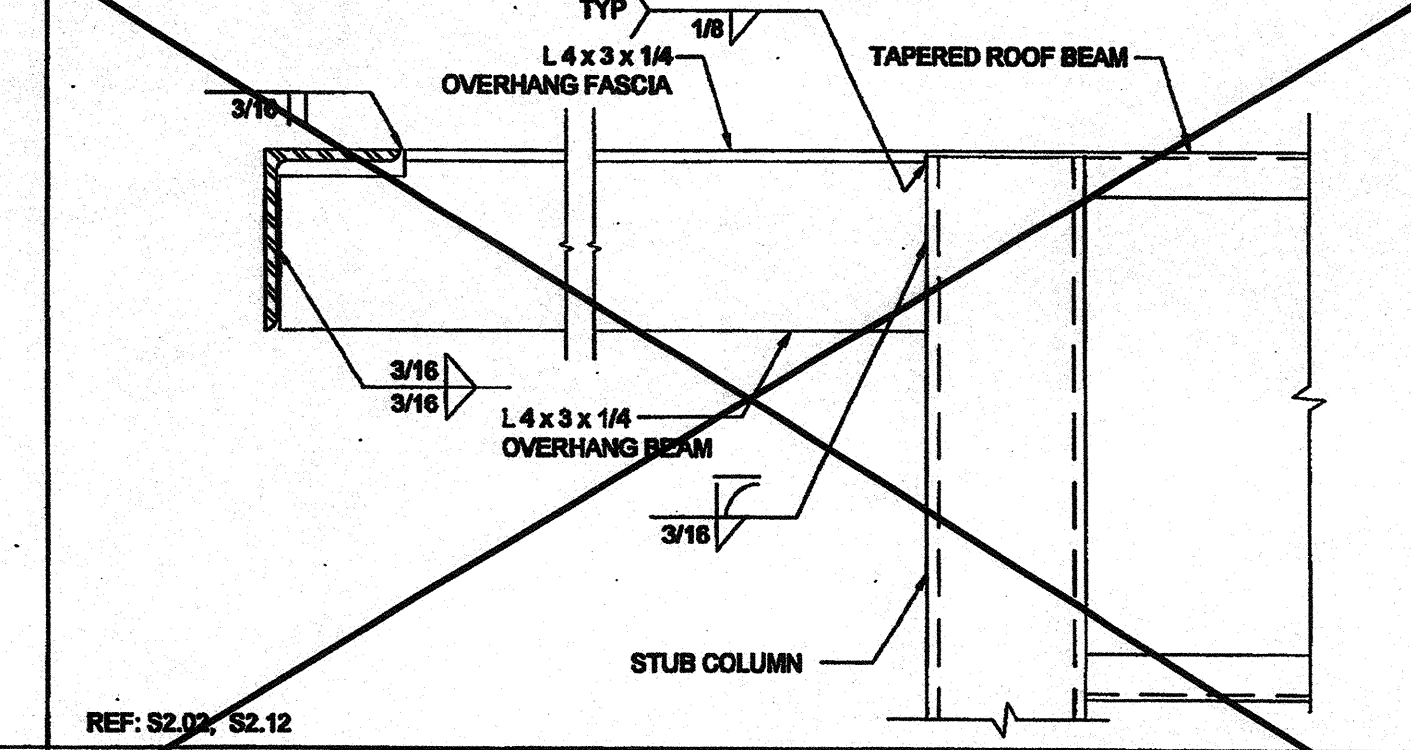 TYP
1/8
L 4 x 3 x 1/4
OVERHANG FASCIA
TAPERED ROOF BEAM
3/16
3/16
3/16
L 4 x 3 x 1/4
OVERHANG BEAM
3/16
STUB COLUMN
REF: S2.02, S2.12